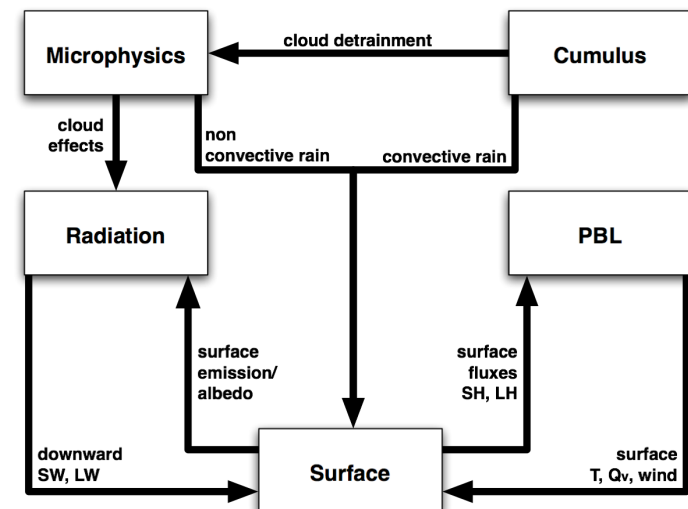 Microphysics
cloud detrainment
Cumulus
cloud
effects
non
convective rain
convective rain
Radiation
PBL
surface
emission/
albedo
surface
fluxes
SH, LH
downward
SW, LW
Surface
surface
T, Qv, wind